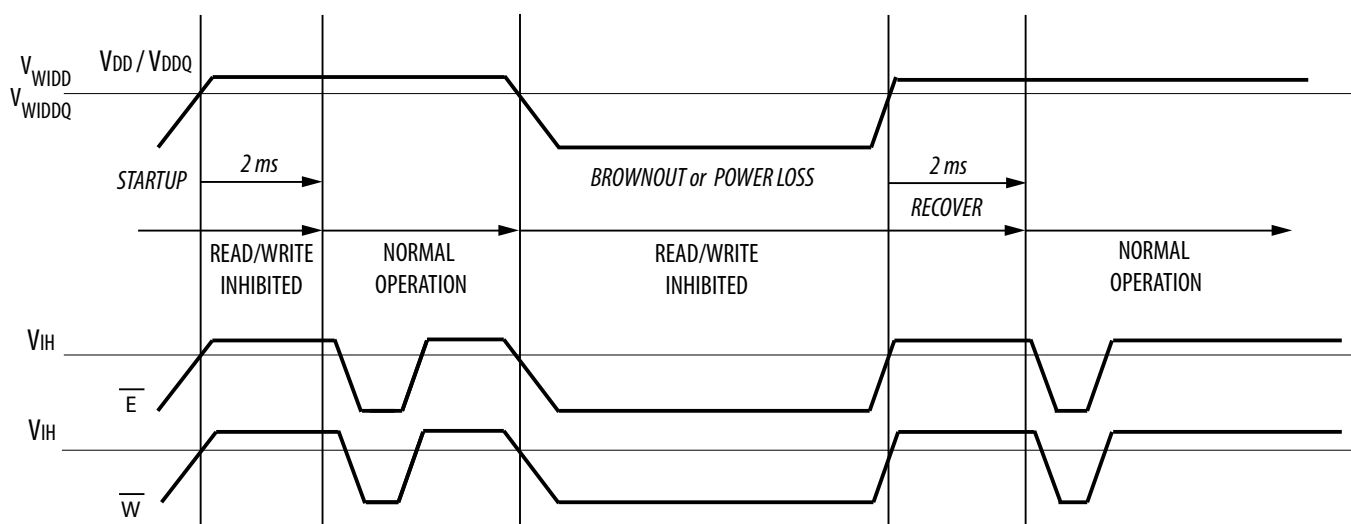 VDD / VDDQ
VWIDD
VWIDDQ
2 ms
STARTUP
BROWNOUT or POWER LOSS
2 ms
RECOVER
READ/WRITE
INHIBITED
NORMAL
OPERATION
READ/WRITE
INHIBITED
NORMAL
OPERATION
VIH
E
VIH
W